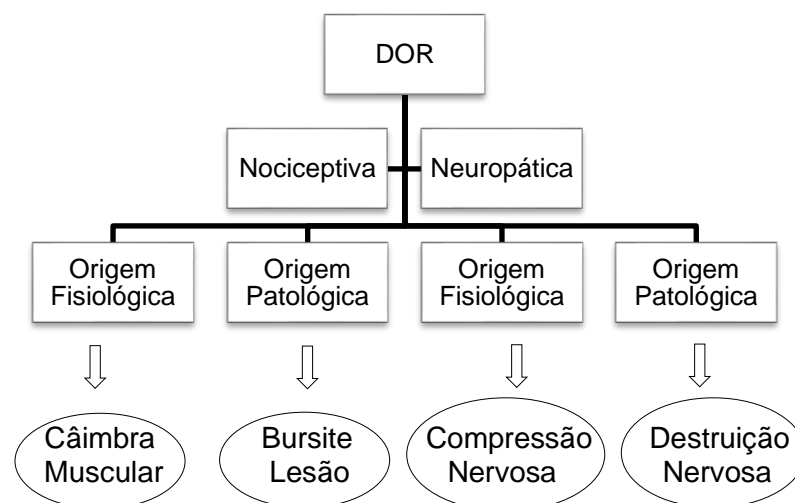 DOR
Nociceptiva
Neuropática
Origem
Fisiológica
Origem
Patológica
Origem
Fisiológica
Origem
Patológica
Câimbra
Muscular
Bursite
Lesão
Compressão
Nervosa
Destruição
Nervosa